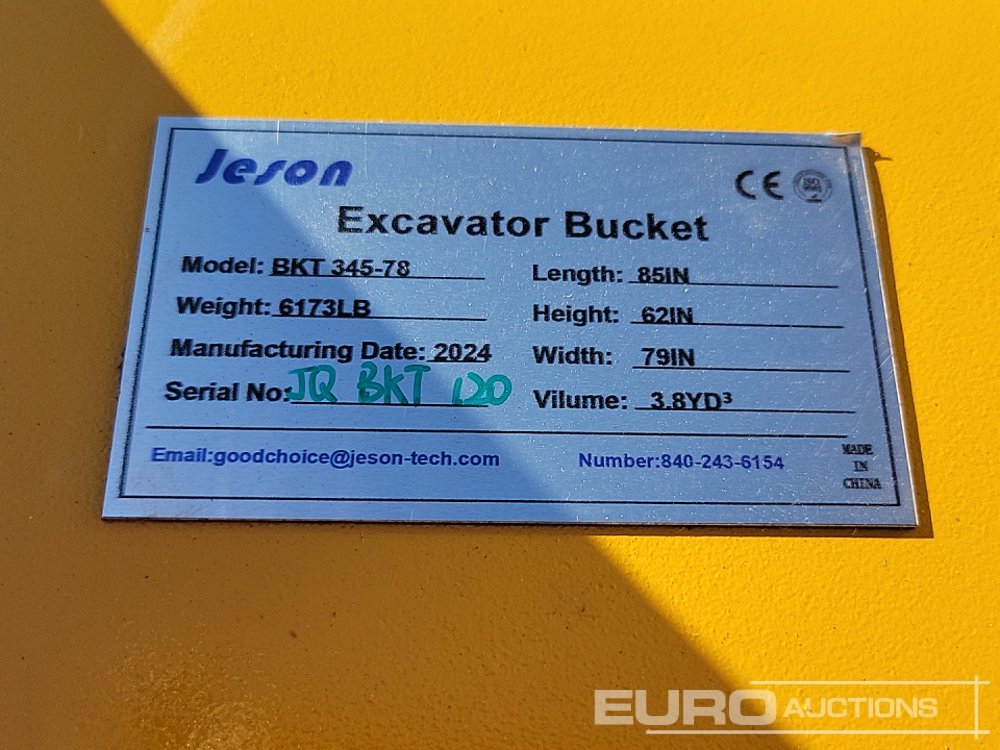 Jeson
CE
ISO
Excavator Bucket
Model: BKT 345-78
Length: 85IN
Weight: 6173LB
Height: 62IN
Manufacturing Date: 2024
Width: 79IN
Serial No: JQ BKT 120
Vilume: 3.8YD³
Email:goodchoice@jeson-tech.com
Number:840-243-6154
MADE
IN
CHINA
EURO AUCTIONS